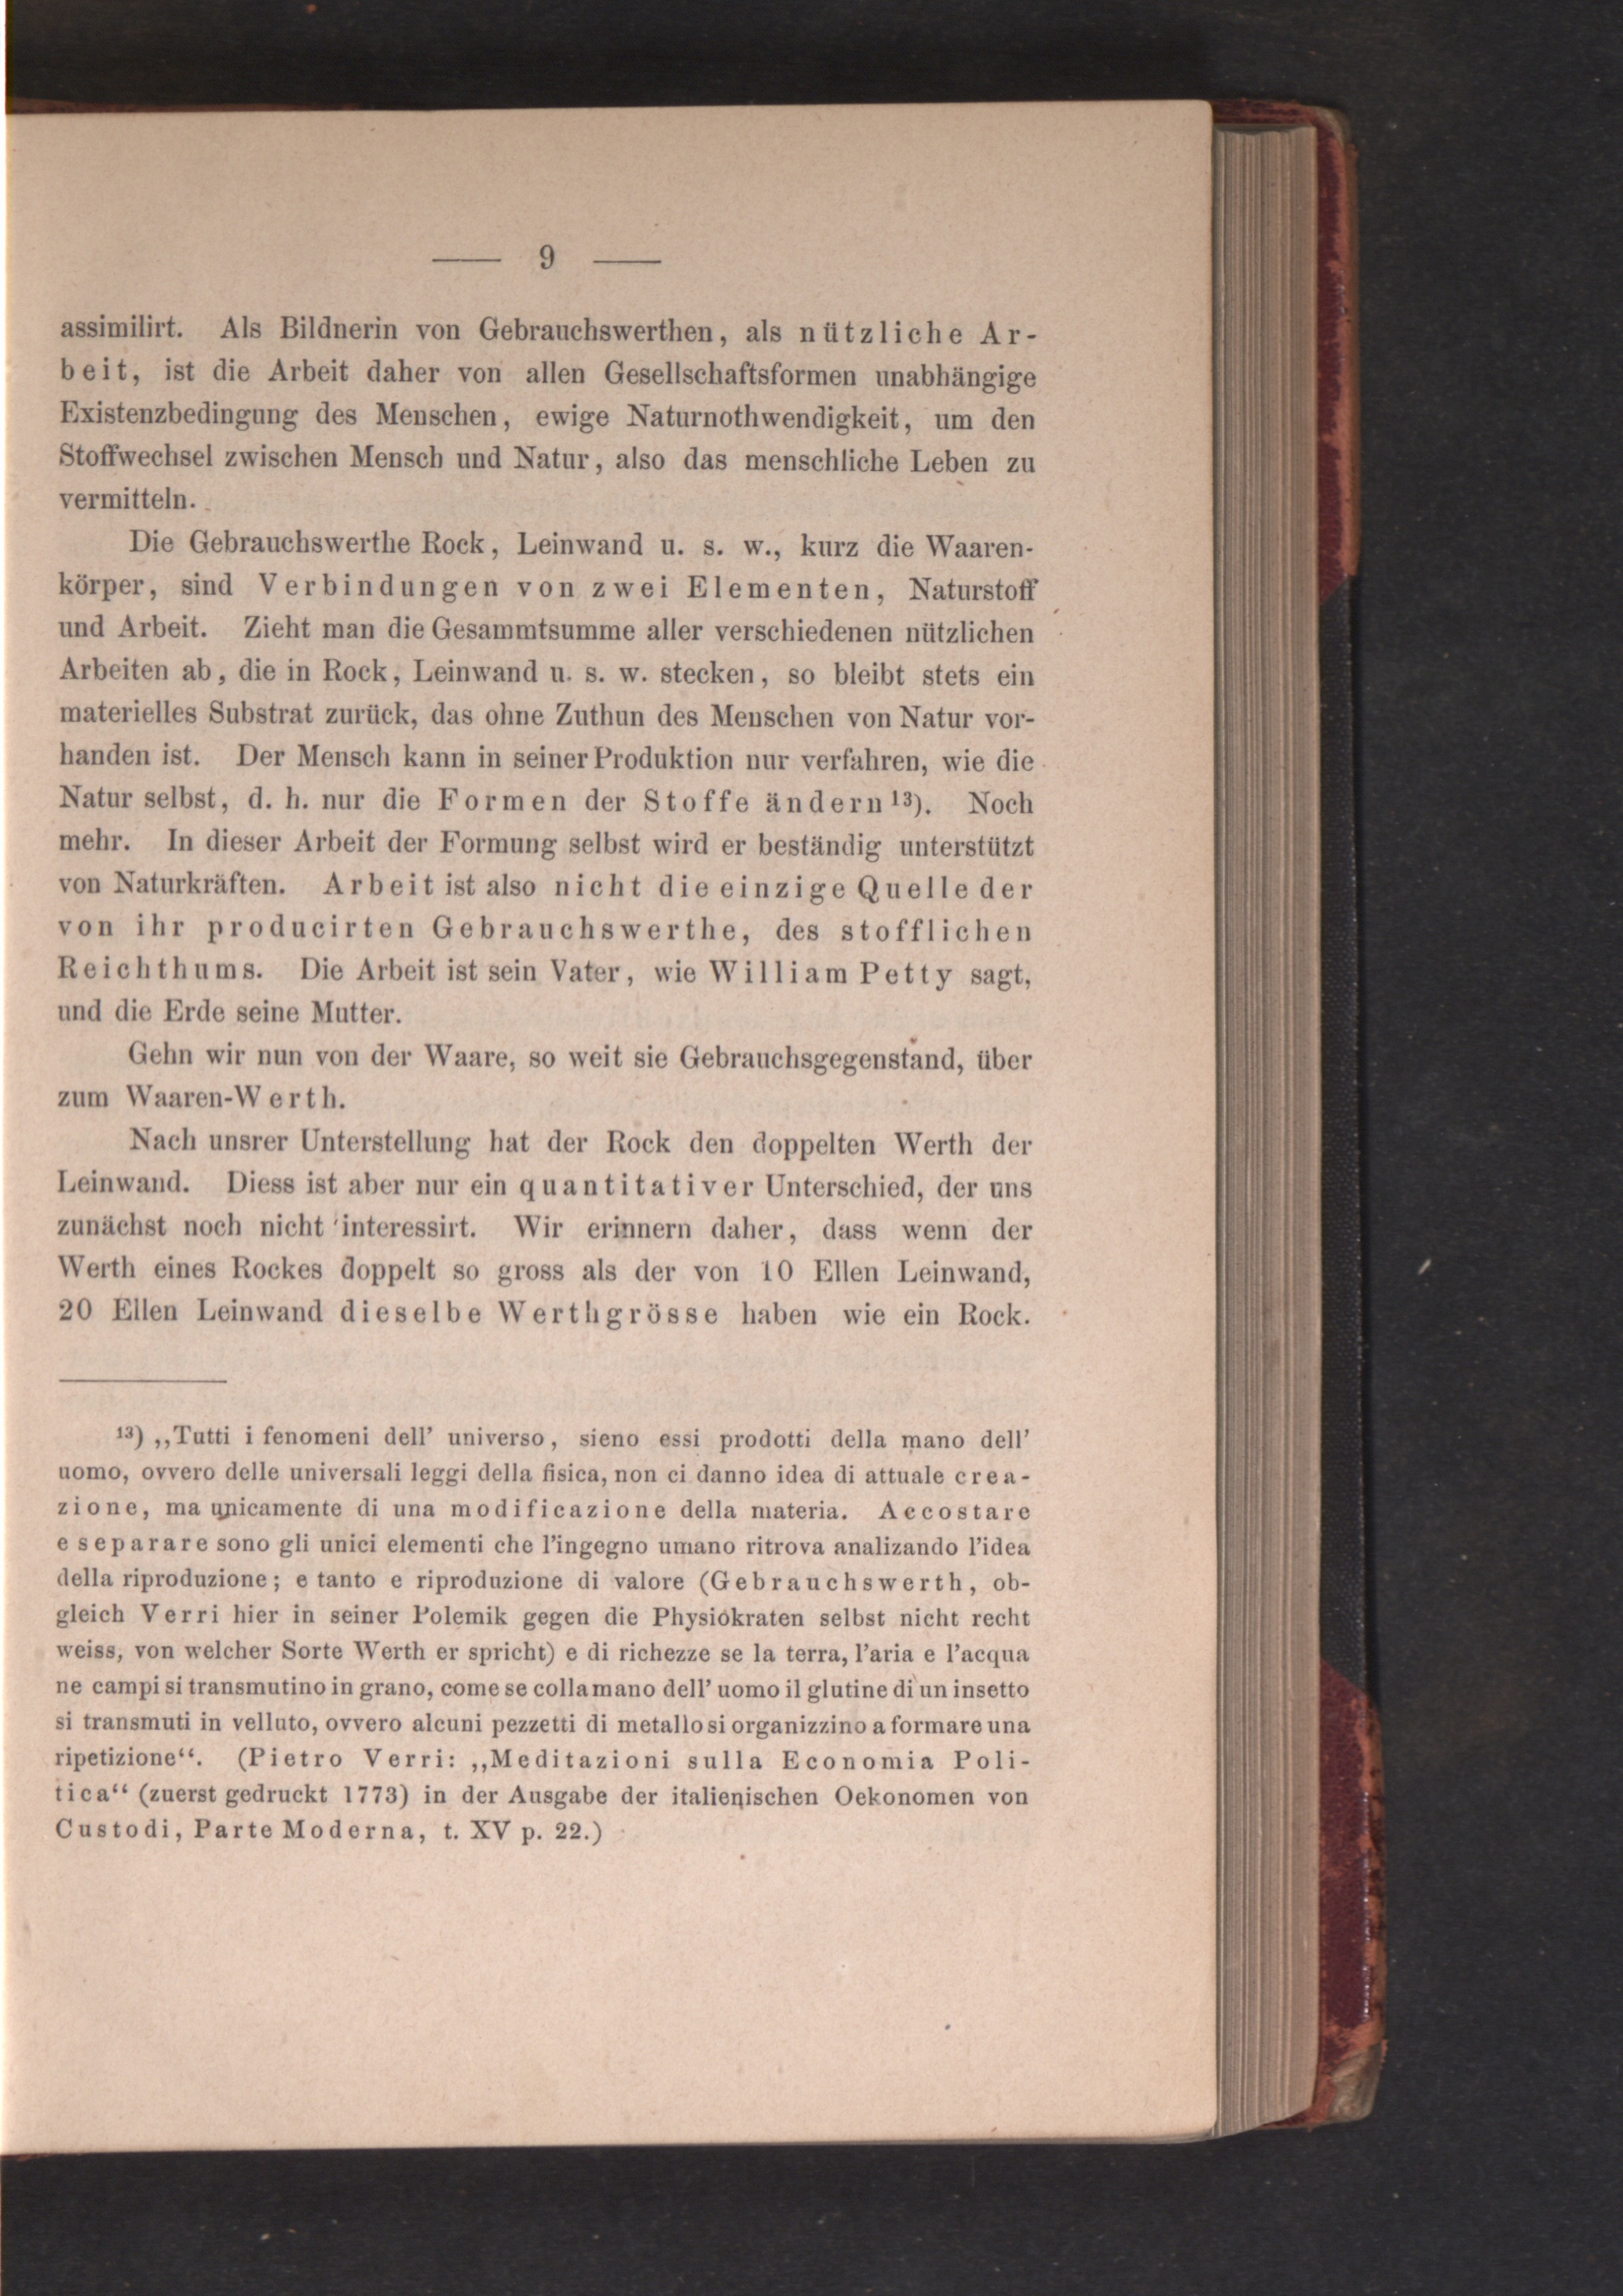 — 9 —
assimilirt. Als Bildnerin von Gebrauchswerthen, als nützliche Ar-
beit, ist die Arbeit daher von allen Gesellschaftsformen unabhängige
Existenzbedingung des Menschen, ewige Naturnothwendigkeit, um den
Stoffwechsel zwischen Mensch und Natur, also das menschliche Leben zu
vermitteln.
Die Gebrauchswerthe Rock, Leinwand u. s. w., kurz die Waaren-
körper, sind Verbindungen von zwei Elementen, Naturstoff
und Arbeit. Zieht man die Gesammtsumme aller verschiedenen nützlichen
Arbeiten ab, die in Rock, Leinwand u. s. w. stecken, so bleibt stets ein
materielles Substrat zurück, das ohne Zuthun des Menschen von Natur vor-
handen ist. Der Mensch kann in seiner Produktion nur verfahren, wie die
Natur selbst, d. h. nur die Formen der Stoffe ändern ¹³). Noch
mehr. In dieser Arbeit der Formung selbst wird er beständig unterstützt
von Naturkräften. Arbeit ist also nicht die einzige Quelle der
von ihr producirten Gebrauchswerthe, des stofflichen
Reichthums. Die Arbeit ist sein Vater, wie William Petty sagt,
und die Erde seine Mutter.
Gehn wir nun von der Waare, so weit sie Gebrauchsgegenstand, über
zum Waaren-Werth.
Nach unsrer Unterstellung hat der Rock den doppelten Werth der
Leinwand. Diess ist aber nur ein quantitativer Unterschied, der uns
zunächst noch nicht interessirt. Wir erinnern daher, dass wenn der
Werth eines Rockes doppelt so gross als der von 10 Ellen Leinwand,
20 Ellen Leinwand dieselbe Werthgrösse haben wie ein Rock.
¹³) ,,Tutti i fenomeni dell' universo, sieno essi prodotti della mano dell'
uomo, ovvero delle universali leggi della fisica, non ci danno idea di attuale crea-
zione, ma unicamente di una modificazione della materia. Accostare
e separare sono gli unici elementi che l'ingegno umano ritrova analizando l'idea
della riproduzione; e tanto e riproduzione di valore (Gebrauchswerth, ob-
gleich Verri hier in seiner Polemik gegen die Physiokraten selbst nicht recht
weiss, von welcher Sorte Werth er spricht) e di richezze se la terra, l'aria e l'acqua
ne campi si transmutino in grano, come se colla mano dell' uomo il glutine di un insetto
si transmuti in velluto, ovvero alcuni pezzetti di metallo si organizzino a formare una
ripetizione“. (Pietro Verri: ,,Meditazioni sulla Economia Poli-
tica“ (zuerst gedruckt 1773) in der Ausgabe der italienischen Oekonomen von
Custodi, Parte Moderna, t. XV p. 22.)